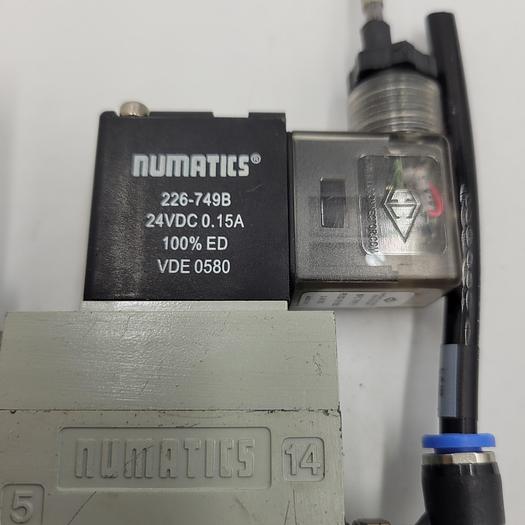 NUMATICS®
226-749B
24VDC 0.15A
100% ED
VDE 0580
NUMATICS 14
5